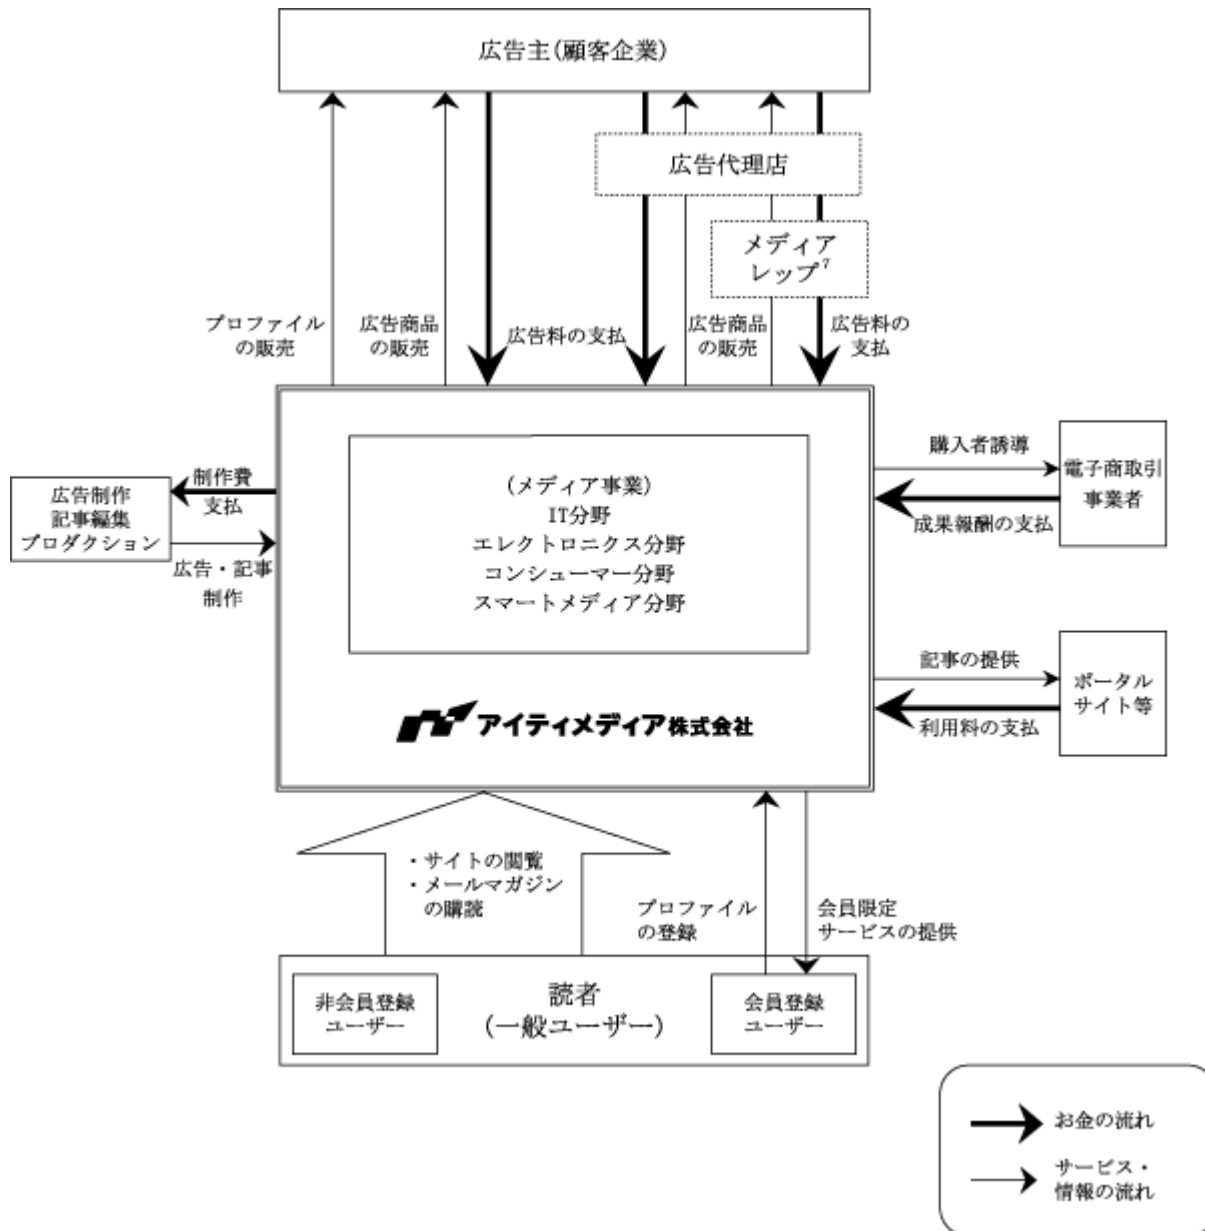 広告主(顧客企業)
広告代理店
メディア
レップ7
プロファイル
の販売
広告商品
の販売
広告料の支払
広告商品
の販売
広告料の
支払
購入者誘導
電子商取引
事業者
成果報酬の支払
制作費
支払
広告制作
記事編集
プロダクション
広告・記事
制作
(メディア事業)
IT分野
エレクトロニクス分野
コンシューマー分野
スマートメディア分野
アイティメディア株式会社
記事の提供
ポータル
サイト等
利用料の支払
・サイトの閲覧
・メールマガジン
の購読
プロファイル
の登録
会員限定
サービスの提供
非会員登録
ユーザー
読者
(一般ユーザー)
会員登録
ユーザー
お金の流れ
サービス・
情報の流れ